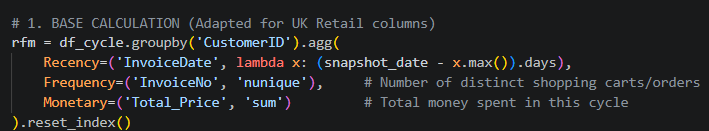 # 1. BASE CALCULATION (Adapted for UK Retail columns)
rfm = df_cycle.groupby('CustomerID').agg(
    Recency=('InvoiceDate', lambda x: (snapshot_date - x.max()).days),
    Frequency=('InvoiceNo', 'nunique'),    # Number of distinct shopping carts/orders
    Monetary=('Total_Price', 'sum')        # Total money spent in this cycle
).reset_index()